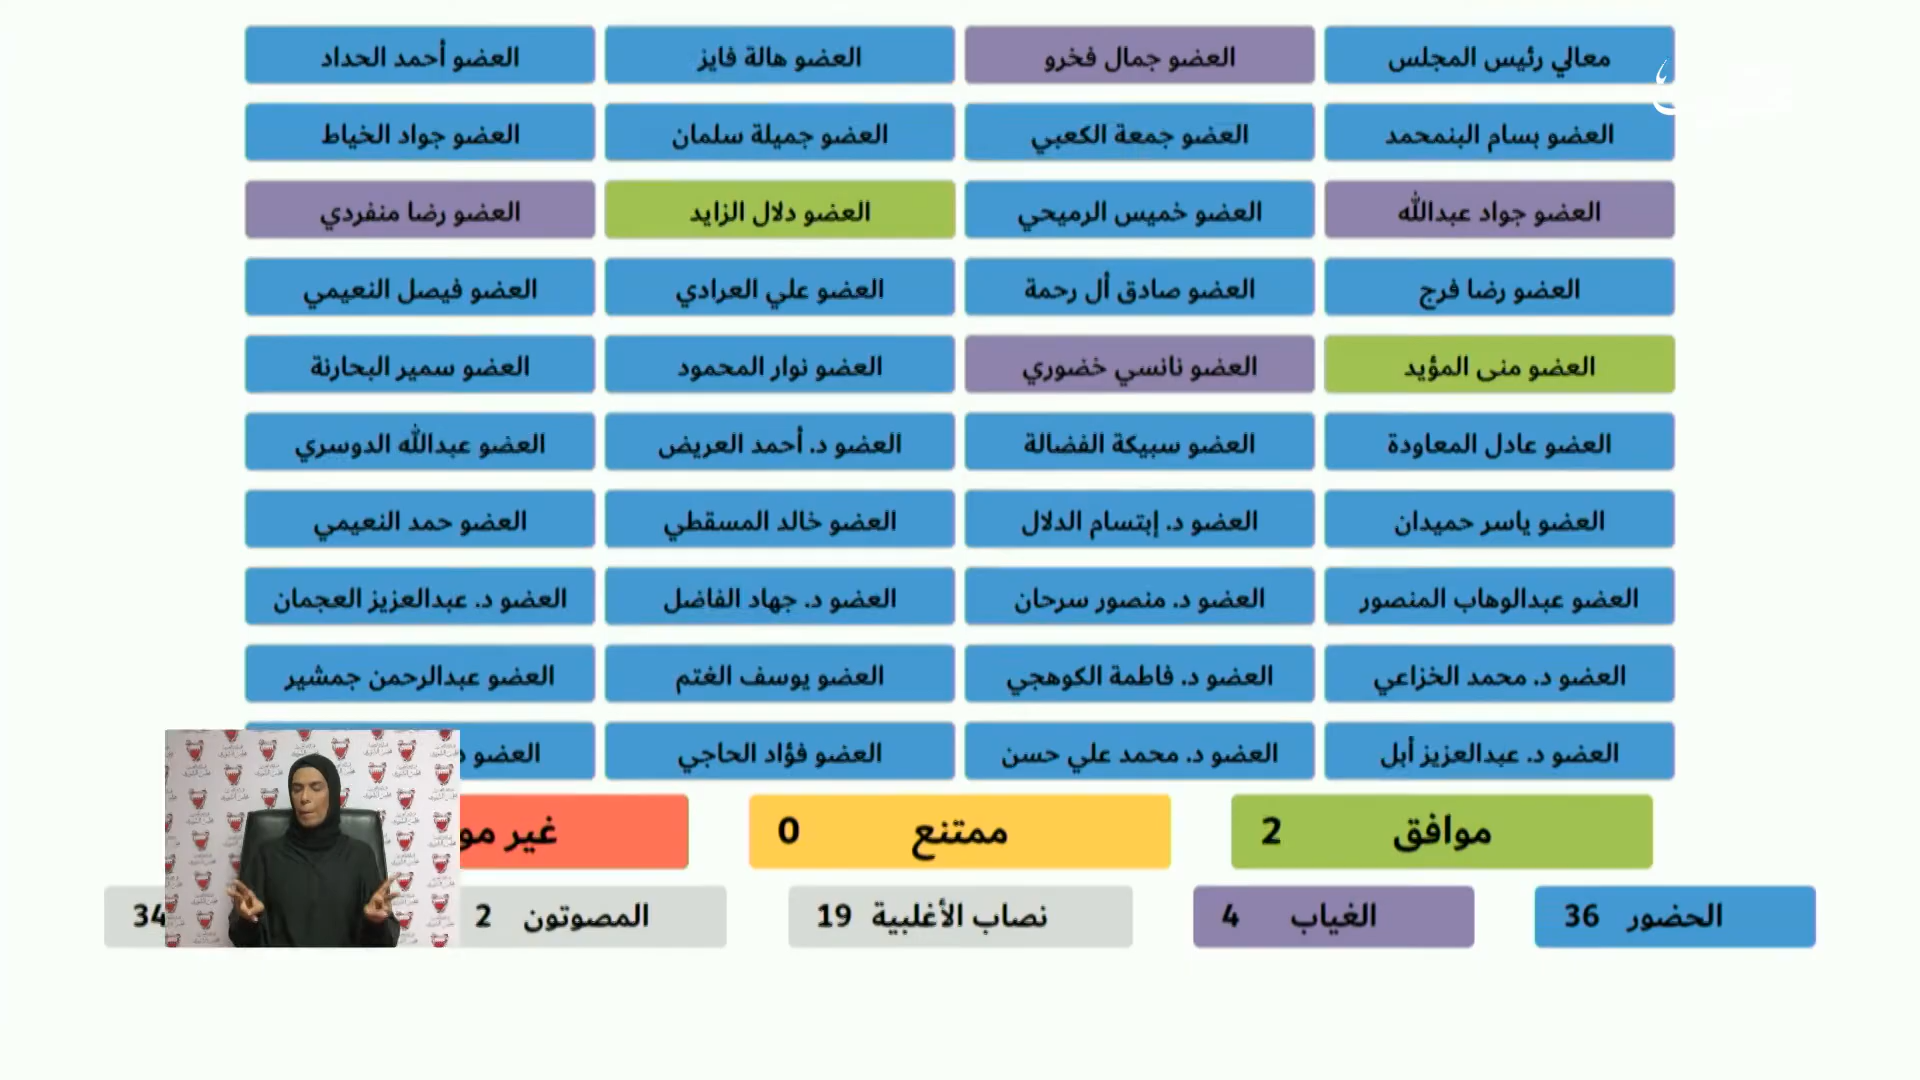 معالي رئيس المجلس العضو جمال فخرو العضو هالة فايز العضو أحمد الحداد
العضو بسام البنمحمد العضو جمعة الكعبي العضو جميلة سلمان العضو جواد الخياط
العضو جواد عبدالله العضو خميس الرميحي العضو دلال الزايد العضو رضا منفردي
العضو رضا فرج العضو صادق أل رحمة العضو علي العرادي العضو فيصل النعيمي
العضو منى المؤيد العضو نانسي خضوري العضو نوار المحمود العضو سمير البحارنة
العضو عادل المعاودة العضو سبيكة الفضالة العضو د. أحمد العريض العضو عبدالله الدوسري
العضو ياسر حميدان العضو د. إبتسام الدلال العضو خالد المسقطي العضو حمد النعيمي
العضو عبدالوهاب المنصور العضو د. منصور سرحان العضو د. جهاد الفاضل العضو د. عبدالعزيز العجمان
العضو د. محمد الخزاعي العضو د. فاطمة الكوهجي العضو يوسف الغتم العضو عبدالرحمن جمشير
العضو د. عبدالعزيز أبل العضو د. محمد علي حسن العضو فؤاد الحاجي العضو
موافق 2 ممتنع 0 غير
الحضور 36 الغياب 4 نصاب الأغلبية 19 المصوتون 2 34